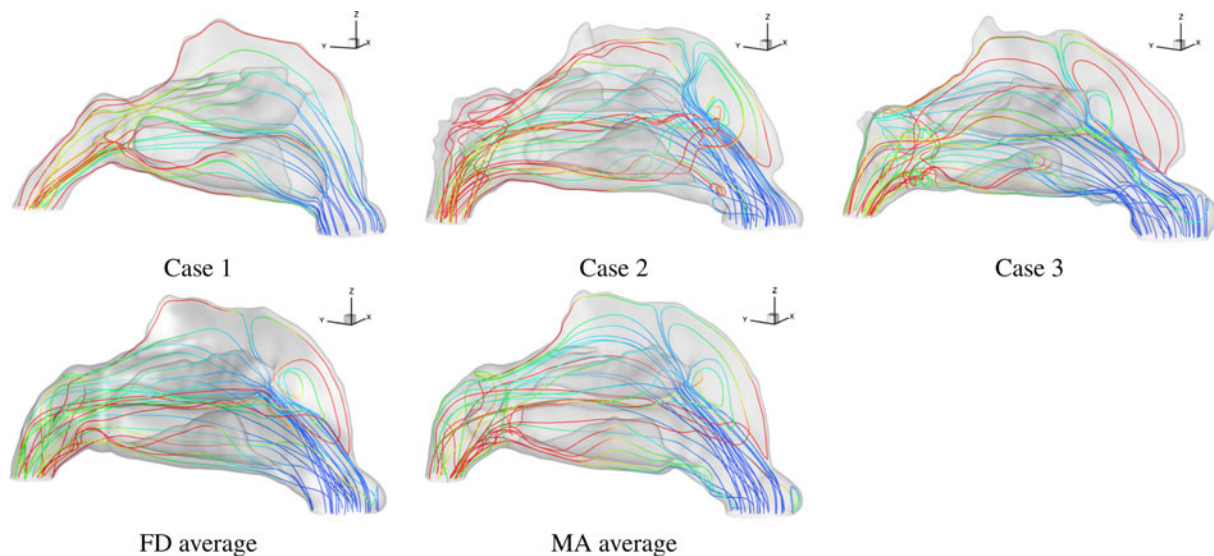 Z
Y X
Z
Y X
Z
Y X
Case 1
Case 2
Case 3
Z
Y X
Z
Y X
FD average
MA average